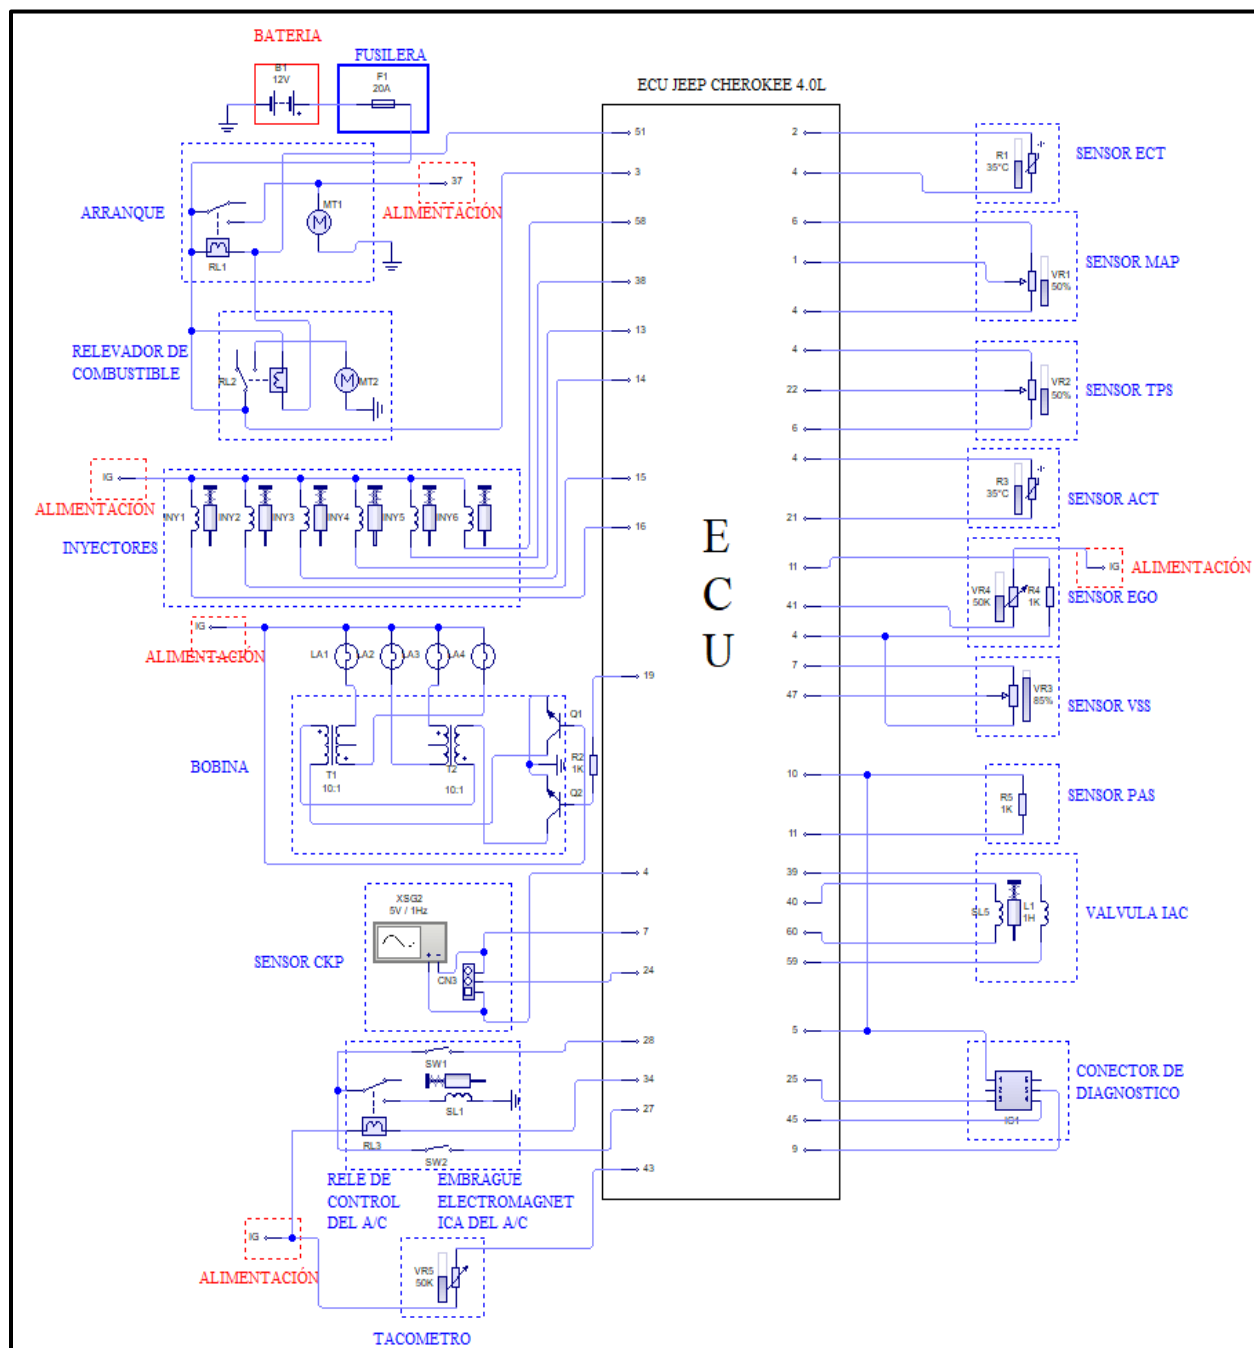 BATERIA
B1
12V
FUSILERA
F1
20A
ECU JEEP CHEROKEE 4.0L
51
3
58
38
13
14
15
16
19
4
7
24
28
34
27
43
2
4
6
1
4
4
22
6
4
21
11
41
4
7
47
10
11
39
40
60
59
5
25
45
9
E
C
U
ARRANQUE
RL1
MT1
37
ALIMENTACIÓN
RELEVADOR DE
COMBUSTIBLE
RL2
MT2
IG
ALIMENTACIÓN
INYECTORES
INY1
INY2
INY3
INY4
INY5
INY6
IG
ALIMENTACIÓN
LA1
LA2
LA3
LA4
BOBINA
T1
10:1
T2
10:1
Q1
Q2
R2
1K
SENSOR CKP
XSG2
5V / 1Hz
CN3
SW1
SL1
RL3
SW2
RELE DE
CONTROL
DEL A/C
EMBRAGUE
ELECTROMAGNET
ICA DEL A/C
IG
ALIMENTACIÓN
VR5
50K
TACOMETRO
R1
35°C
SENSOR ECT
VR1
50%
SENSOR MAP
VR2
50%
SENSOR TPS
R3
35°C
SENSOR ACT
IG
ALIMENTACIÓN
VR4
50K
R4
1K
SENSOR EGO
VR3
85%
SENSOR VSS
R5
1K
SENSOR PAS
SL5
L1
1H
VALVULA IAC
1
2
3
6
5
4
IC1
CONECTOR DE
DIAGNOSTICO